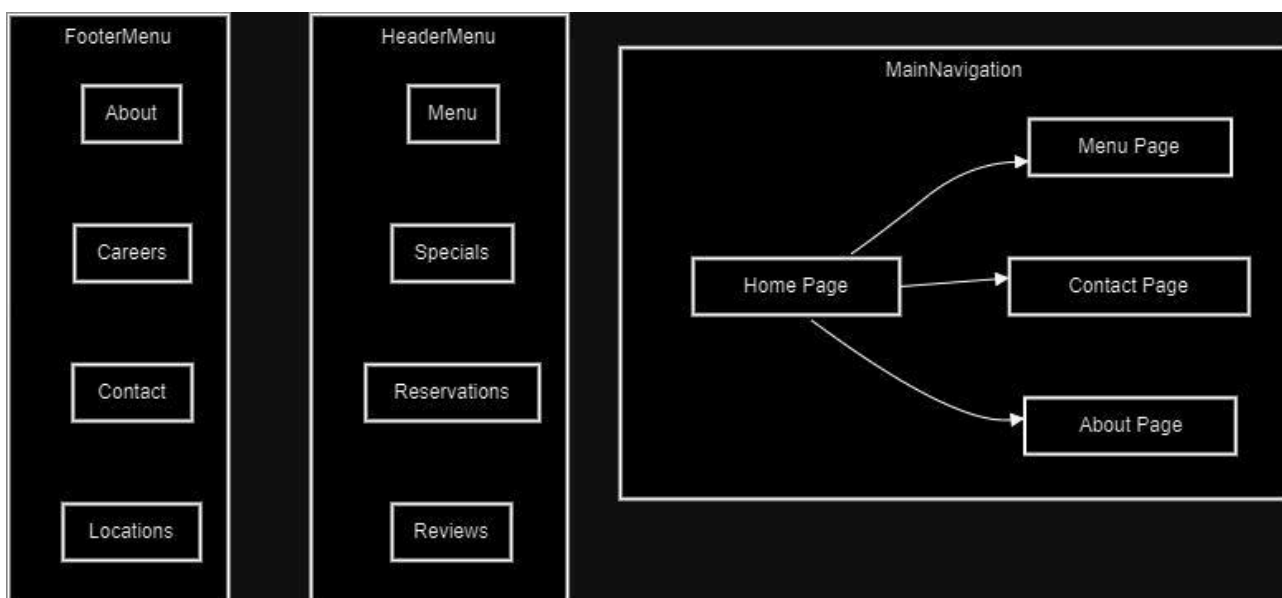 FooterMenu
About
Careers
Contact
Locations
HeaderMenu
Menu
Specials
Reservations
Reviews
MainNavigation
Menu Page
Home Page
Contact Page
About Page